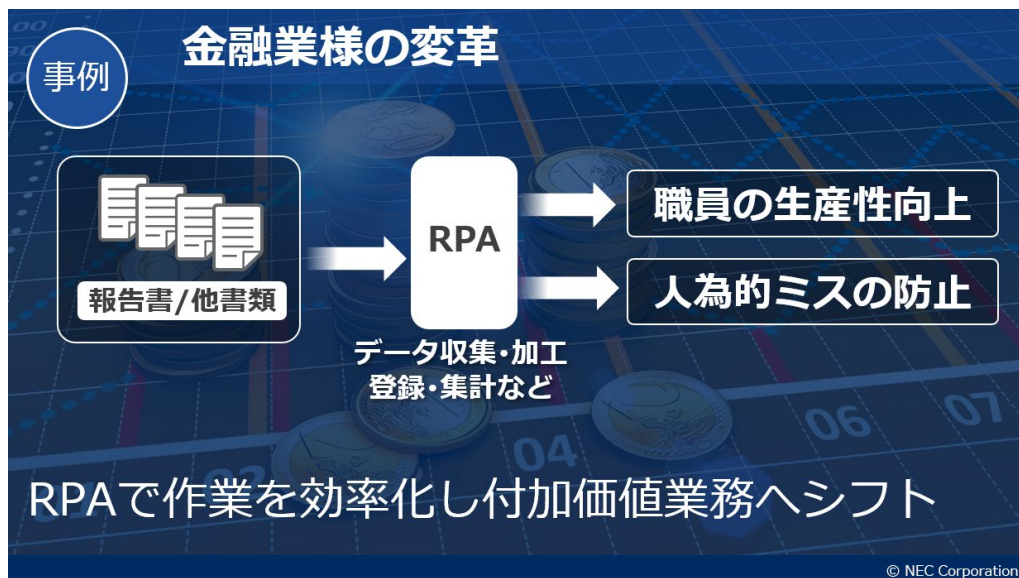 事例
金融業様の変革
報告書/他書類
RPA
データ収集・加工
登録・集計など
職員の生産性向上
人為的ミスの防止
04
06
07
RPAで作業を効率化し付加価値業務へシフト
© NEC Corporation